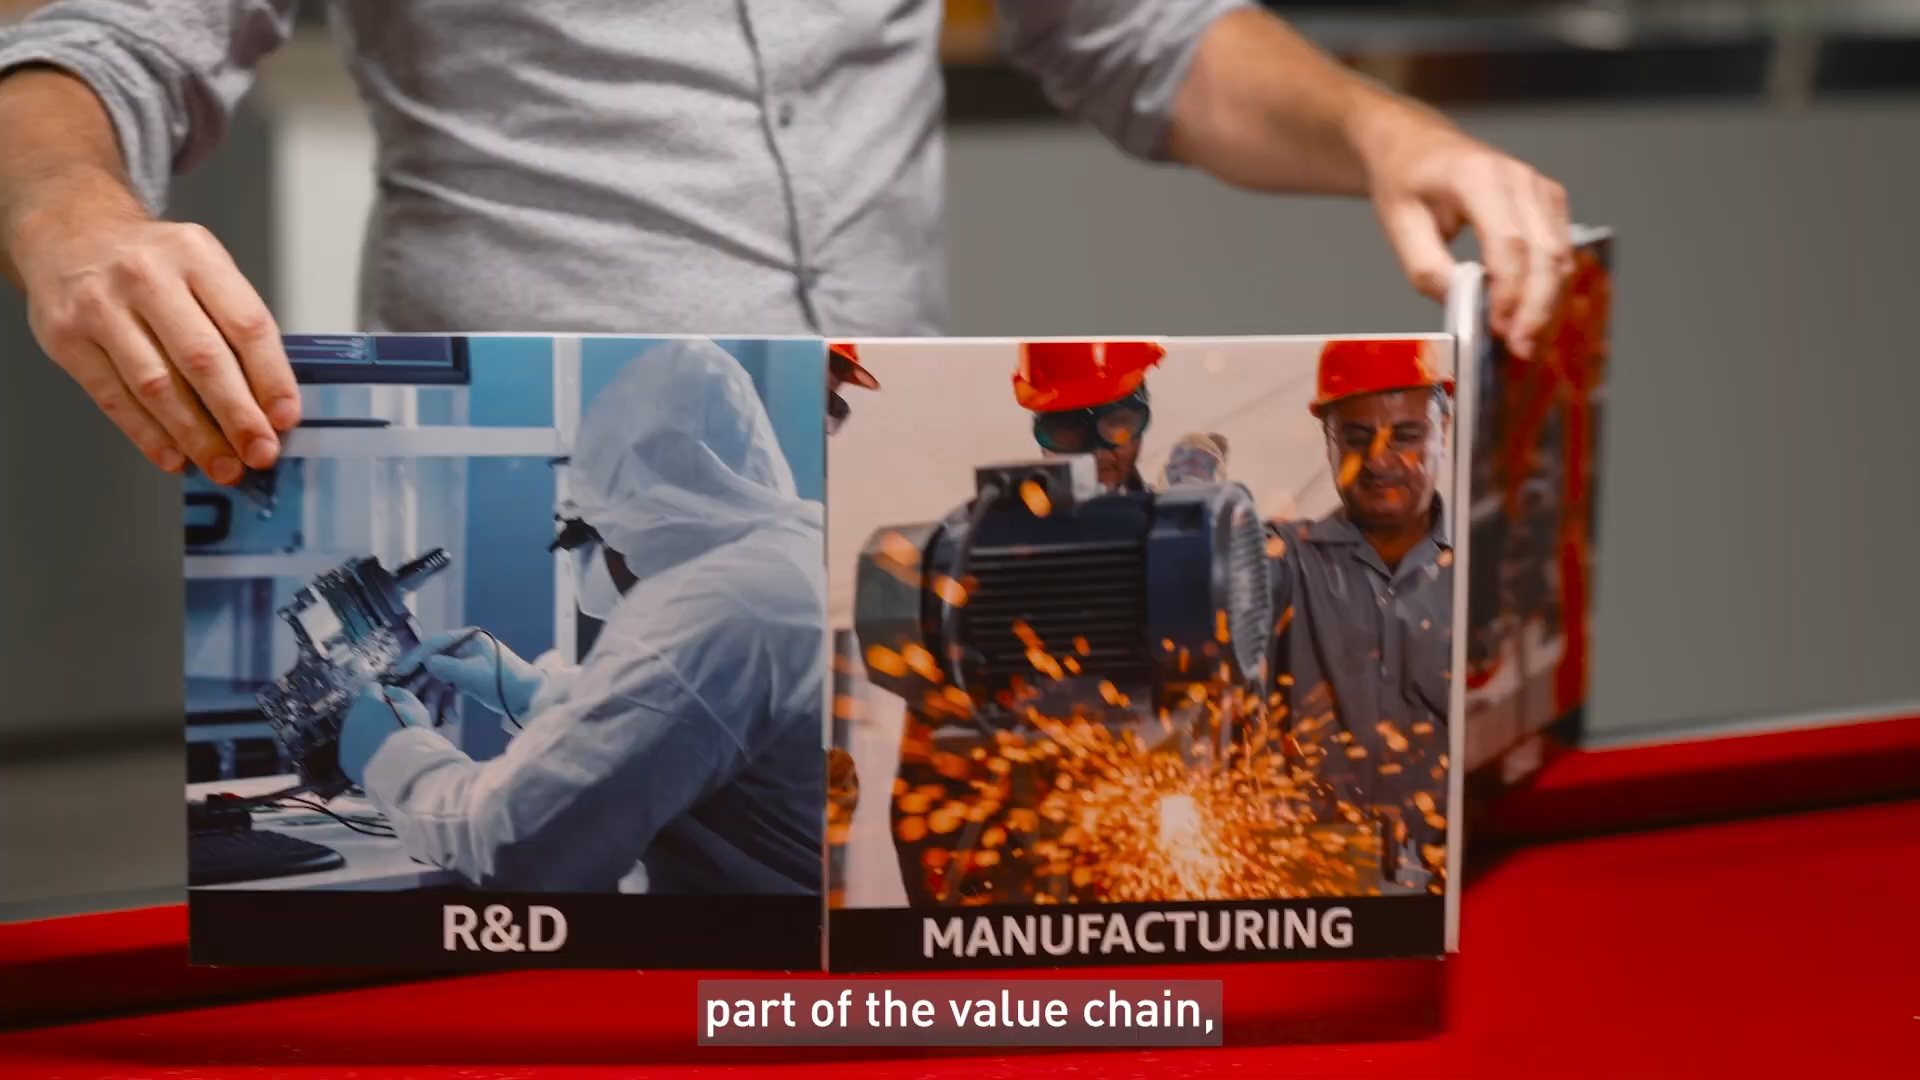 R&D
MANUFACTURING
part of the value chain,